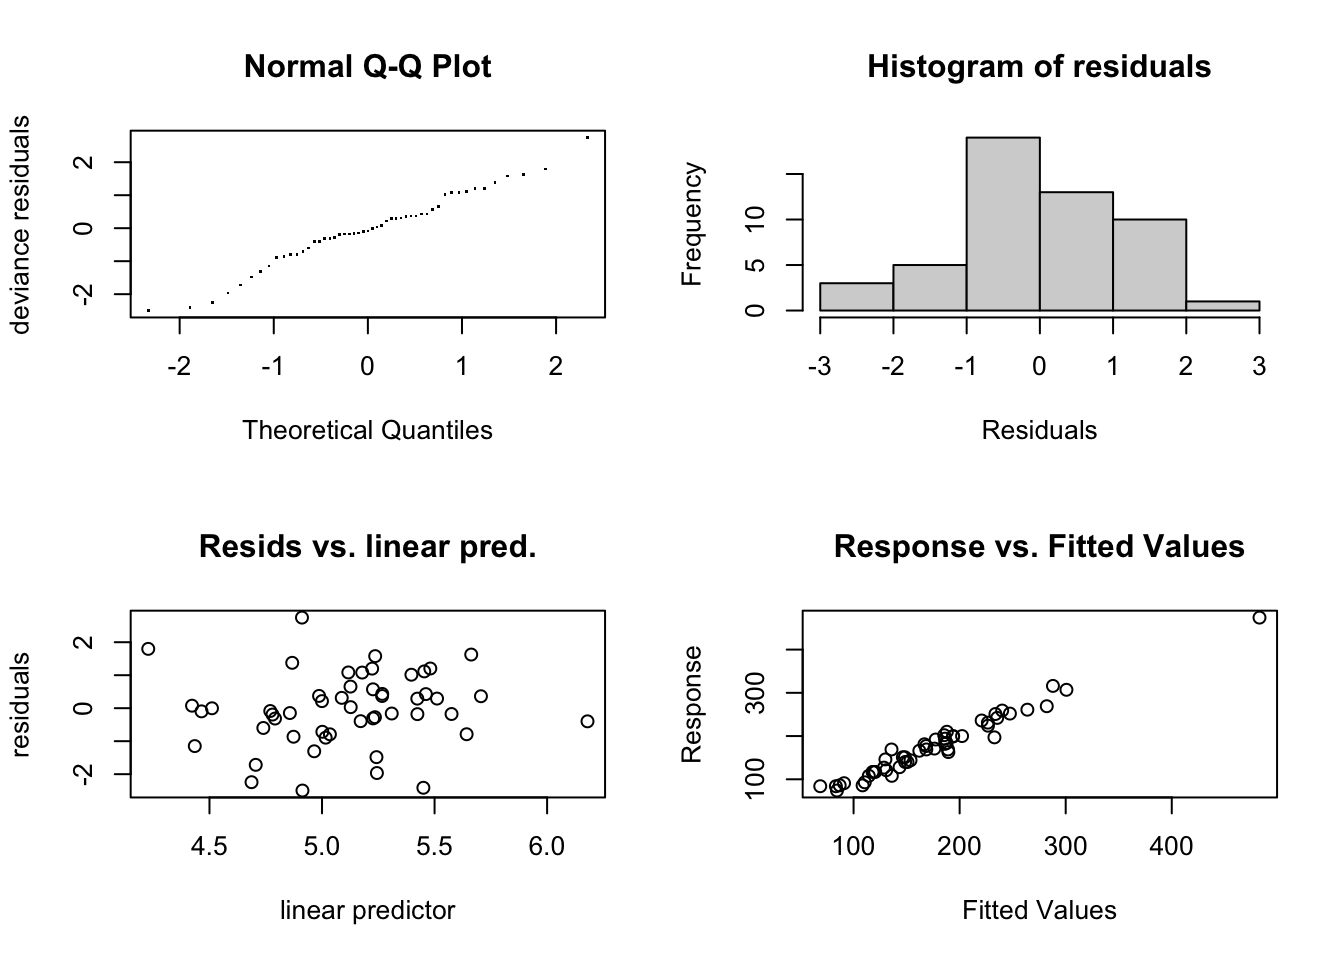 Normal Q-Q Plot
deviance residuals
2
0
-2
-2 -1 0 1 2
Theoretical Quantiles
Histogram of residuals
Frequency
10
5
0
-3 -2 -1 0 1 2 3
Residuals
Resids vs. linear pred.
residuals
2
0
-2
4.5 5.0 5.5 6.0
linear predictor
Response vs. Fitted Values
Response
300
100
100 200 300 400
Fitted Values